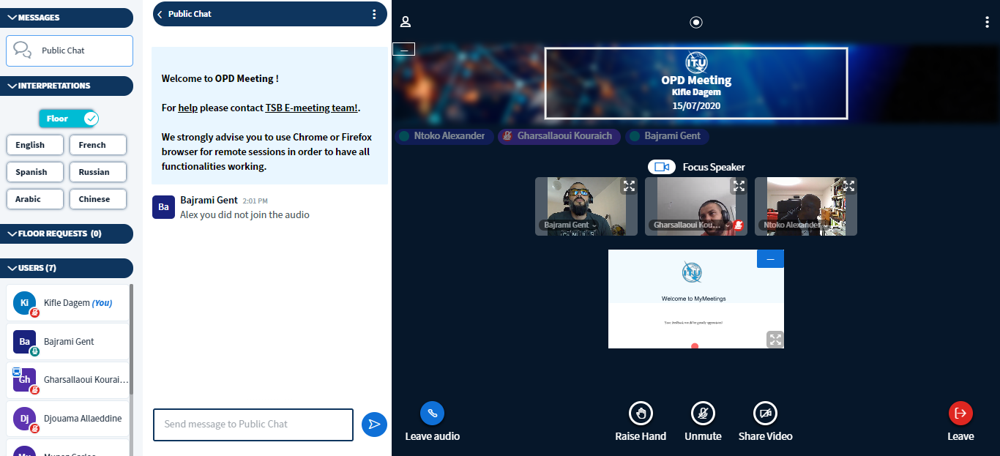 MESSAGES
Public Chat
INTERPRETATIONS
Floor
English
French
Spanish
Russian
Arabic
Chinese
FLOOR REQUESTS (0)
USERS (7)
Ki
Kifle Dagem (You)
Ba
Bajrami Gent
Gh
Gharsallaoui Kourai...
Dj
Djouama Allaeddine
Public Chat
Welcome to OPD Meeting !
For help please contact TSB E-meeting team!.
We strongly advise you to use Chrome or Firefox
browser for remote sessions in order to have all
functionalities working.
Ba
Bajrami Gent 2:01 PM
Alex you did not join the audio
Send message to Public Chat
ITU
OPD Meeting
Kifle Dagem
15/07/2020
Ntoko Alexander
Gharsallaoui Kouraich
Bajrami Gent
Focus Speaker
Bajrami Gent
Gharsallaoui Kou...
Ntoko Alexander
ITU
Welcome to MyMeetings
Your feedback would be greatly appreciated
Leave audio
Raise Hand
Unmute
Share Video
Leave